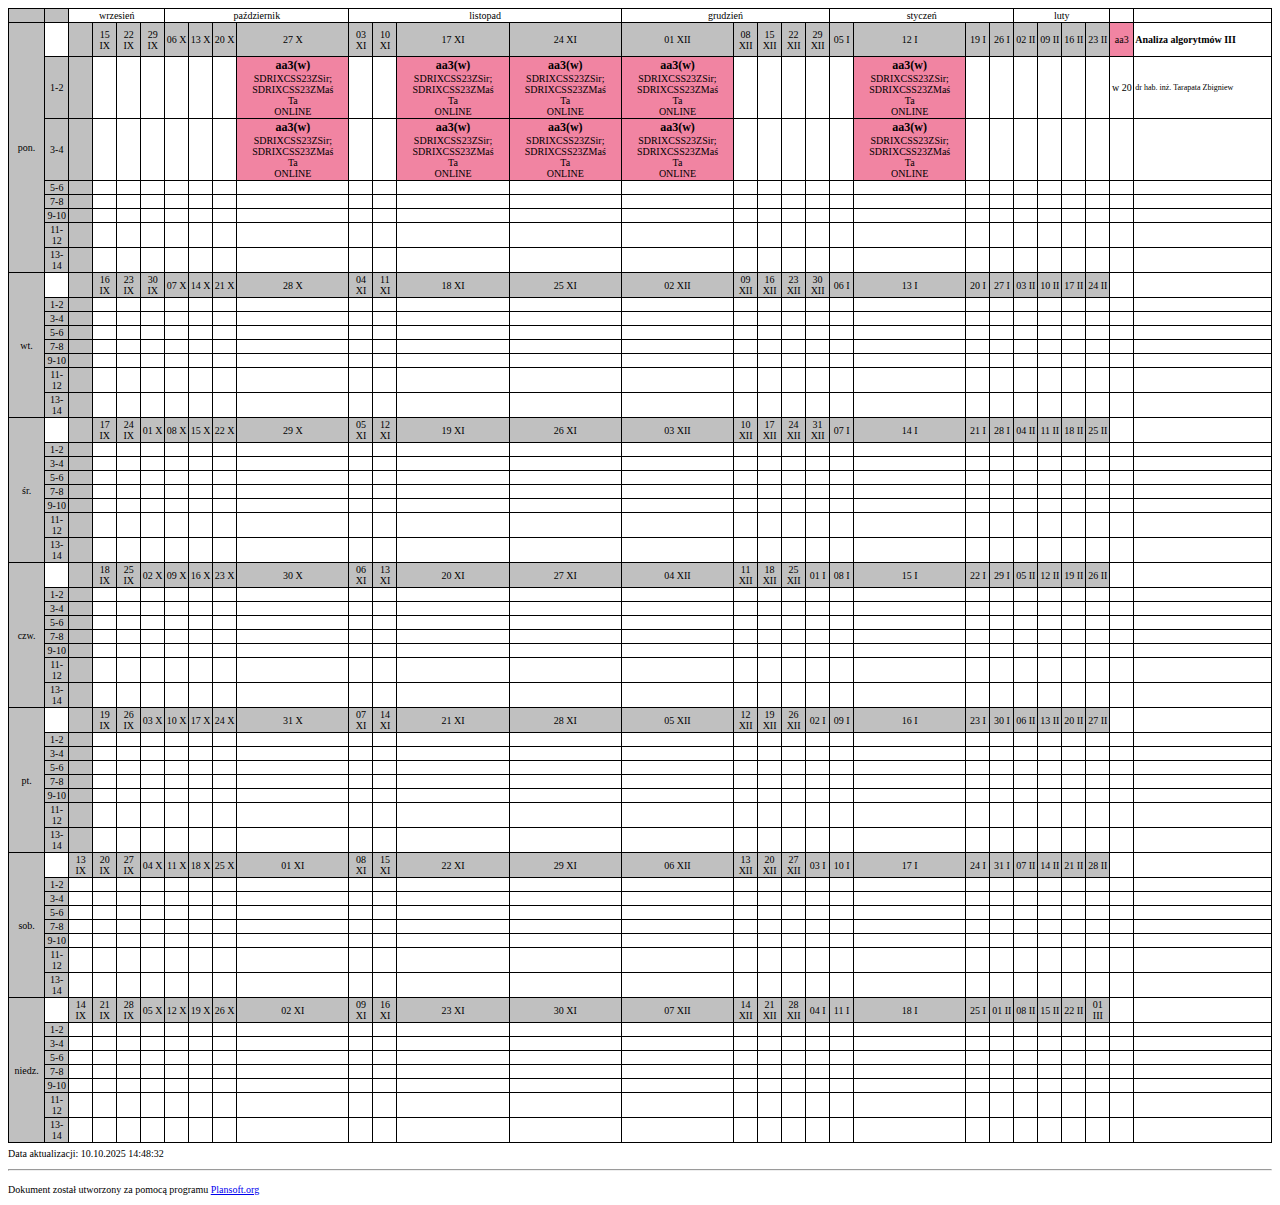 wrzesień październik listopad grudzień styczeń luty
pon. 15 IX 22 IX 29 IX 06 X 13 X 20 X 27 X 03 XI 10 XI 17 XI 24 XI 01 XII 08 XII 15 XII 22 XII 29 XII 05 I 12 I 19 I 26 I 02 II 09 II 16 II 23 II aa3 Analiza algorytmów III
1-2 aa3(w) aa3(w) aa3(w) aa3(w) aa3(w) w 20 dr hab. inż. Tarapata Zbigniew
SDRIXCSS23ZSir; SDRIXCSS23ZSir; SDRIXCSS23ZSir; SDRIXCSS23ZSir; SDRIXCSS23ZSir;
SDRIXCSS23ZMaś SDRIXCSS23ZMaś SDRIXCSS23ZMaś SDRIXCSS23ZMaś SDRIXCSS23ZMaś
Ta Ta Ta Ta Ta
ONLINE ONLINE ONLINE ONLINE ONLINE
3-4 aa3(w) aa3(w) aa3(w) aa3(w) aa3(w)
SDRIXCSS23ZSir; SDRIXCSS23ZSir; SDRIXCSS23ZSir; SDRIXCSS23ZSir; SDRIXCSS23ZSir;
SDRIXCSS23ZMaś SDRIXCSS23ZMaś SDRIXCSS23ZMaś SDRIXCSS23ZMaś SDRIXCSS23ZMaś
Ta Ta Ta Ta Ta
ONLINE ONLINE ONLINE ONLINE ONLINE
5-6
7-8
9-10
11-12
13-14
wt. 16 IX 23 IX 30 IX 07 X 14 X 21 X 28 X 04 XI 11 XI 18 XI 25 XI 02 XII 09 XII 16 XII 23 XII 30 XII 06 I 13 I 20 I 27 I 03 II 10 II 17 II 24 II
1-2
3-4
5-6
7-8
9-10
11-12
13-14
śr. 17 IX 24 IX 01 X 08 X 15 X 22 X 29 X 05 XI 12 XI 19 XI 26 XI 03 XII 10 XII 17 XII 24 XII 31 XII 07 I 14 I 21 I 28 I 04 II 11 II 18 II 25 II
1-2
3-4
5-6
7-8
9-10
11-12
13-14
czw. 18 IX 25 IX 02 X 09 X 16 X 23 X 30 X 06 XI 13 XI 20 XI 27 XI 04 XII 11 XII 18 XII 25 XII 01 I 08 I 15 I 22 I 29 I 05 II 12 II 19 II 26 II
1-2
3-4
5-6
7-8
9-10
11-12
13-14
pt. 19 IX 26 IX 03 X 10 X 17 X 24 X 31 X 07 XI 14 XI 21 XI 28 XI 05 XII 12 XII 19 XII 26 XII 02 I 09 I 16 I 23 I 30 I 06 II 13 II 20 II 27 II
1-2
3-4
5-6
7-8
9-10
11-12
13-14
sob. 13 IX 20 IX 27 IX 04 X 11 X 18 X 25 X 01 XI 08 XI 15 XI 22 XI 29 XI 06 XII 13 XII 20 XII 27 XII 03 I 10 I 17 I 24 I 31 I 07 II 14 II 21 II 28 II
1-2
3-4
5-6
7-8
9-10
11-12
13-14
niedz. 14 IX 21 IX 28 IX 05 X 12 X 19 X 26 X 02 XI 09 XI 16 XI 23 XI 30 XI 07 XII 14 XII 21 XII 28 XII 04 I 11 I 18 I 25 I 01 II 08 II 15 II 22 II 01 III
1-2
3-4
5-6
7-8
9-10
11-12
13-14
Data aktualizacji: 10.10.2025 14:48:32
Dokument został utworzony za pomocą programu Plansoft.org